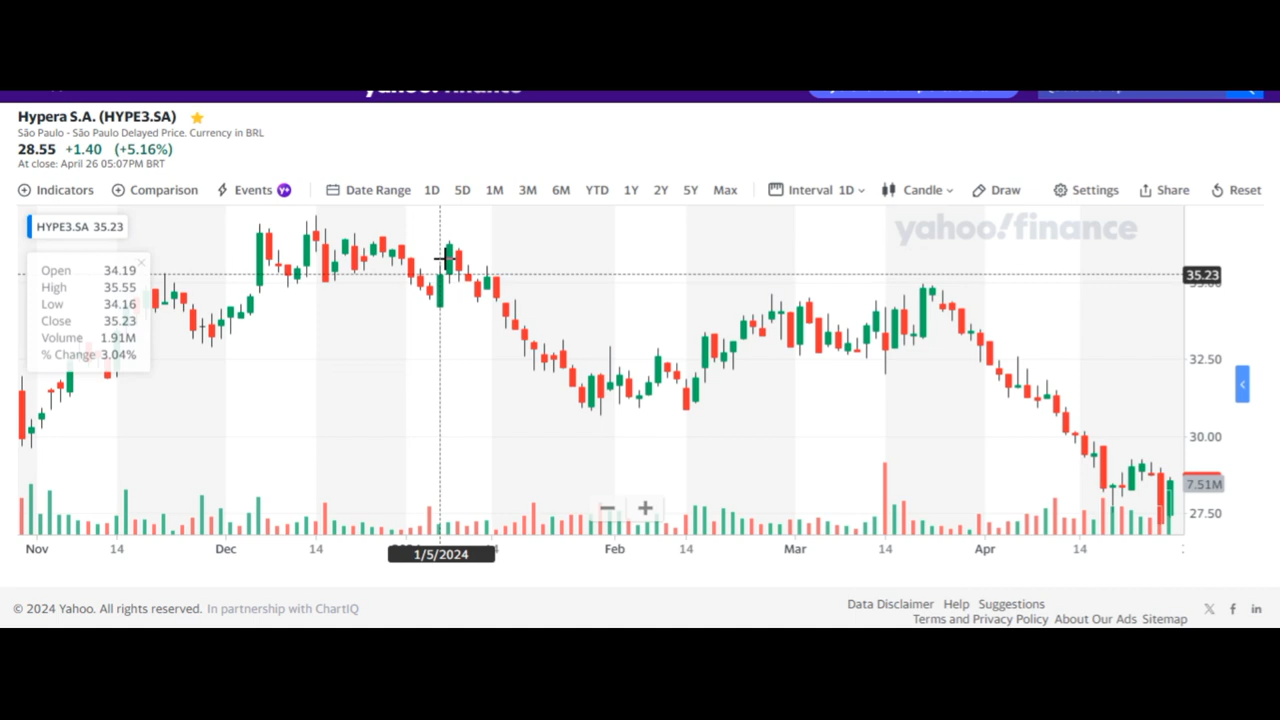 Hypera S.A. (HYPE3.SA)
São Paulo - São Paulo Delayed Price. Currency in BRL
28.55 +1.40 (+5.16%)
At close: April 26 05:07PM BRT
Indicators Comparison Events Y+ Date Range 1D 5D 1M 3M 6M YTD 1Y 2Y 5Y Max Interval 1D Candle Draw Settings Share Reset
HYPE3.SA 35.23
yahoo!finance
Open 34.19
High 35.55
Low 34.16
Close 35.23
Volume 1.91M
% Change 3.04%
35.23
32.50
30.00
7.51M
27.50
Nov 14 Dec 14 Feb 14 Mar 14 Apr 14
1/5/2024
© 2024 Yahoo. All rights reserved. In partnership with ChartIQ
Data Disclaimer Help Suggestions
Terms and Privacy Policy About Our Ads Sitemap